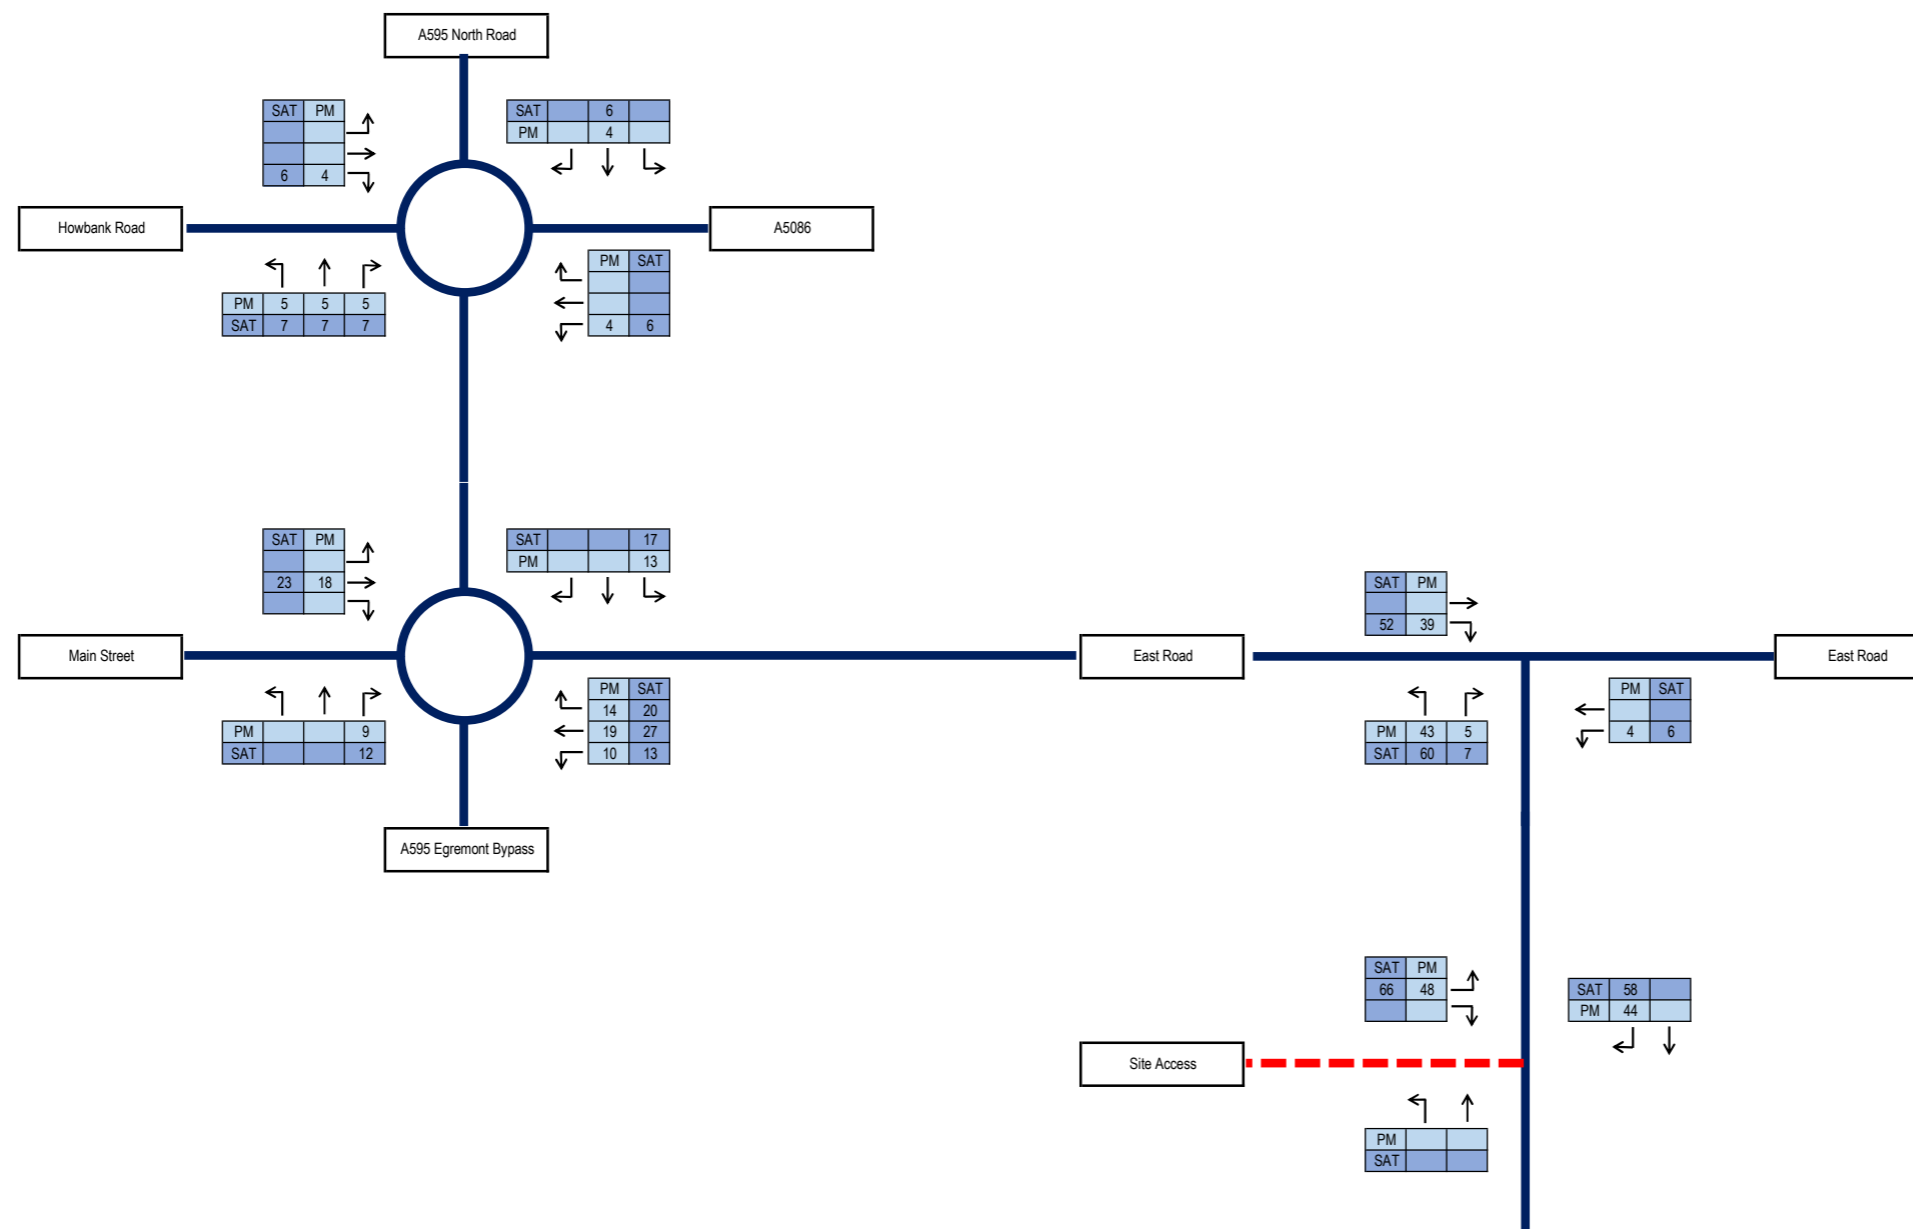 A595 North Road
SAT PM
6 4
SAT 6
PM 4
Howbank Road
A5086
PM 5 5 5
SAT 7 7 7
PM SAT
4 6
SAT PM
23 18
SAT 17
PM 13
Main Street
PM 9
SAT 12
PM SAT
14 20
19 27
10 13
A595 Egremont Bypass
SAT PM
52 39
East Road
East Road
PM 43 5
SAT 60 7
PM SAT
4 6
SAT PM
66 48
SAT 58
PM 44
Site Access
PM
SAT